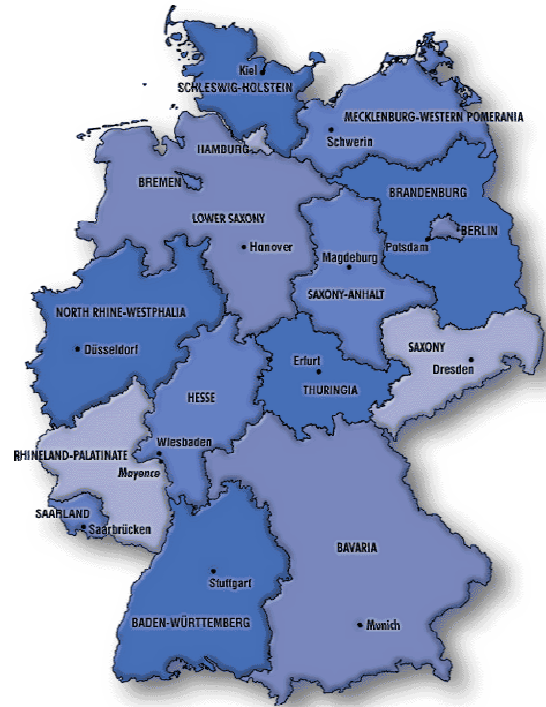 Kiel
SCHLESWIG-HOLSTEIN
MECKLENBURG-WESTERN POMERANIA
Schwerin
HAMBURG
BREMEN
BRANDENBURG
LOWER SAXONY
BERLIN
Hanover
Potsdam
Magdeburg
SAXONY-ANHALT
NORTH RHINE-WESTPHALIA
SAXONY
Düsseldorf
Erfurt
Dresden
THURINGIA
HESSE
Wiesbaden
RHINELAND-PALATINATE
Mayence
SAARLAND
Saarbrücken
BAVARIA
Stuttgart
BADEN-WÜRTTEMBERG
Munich